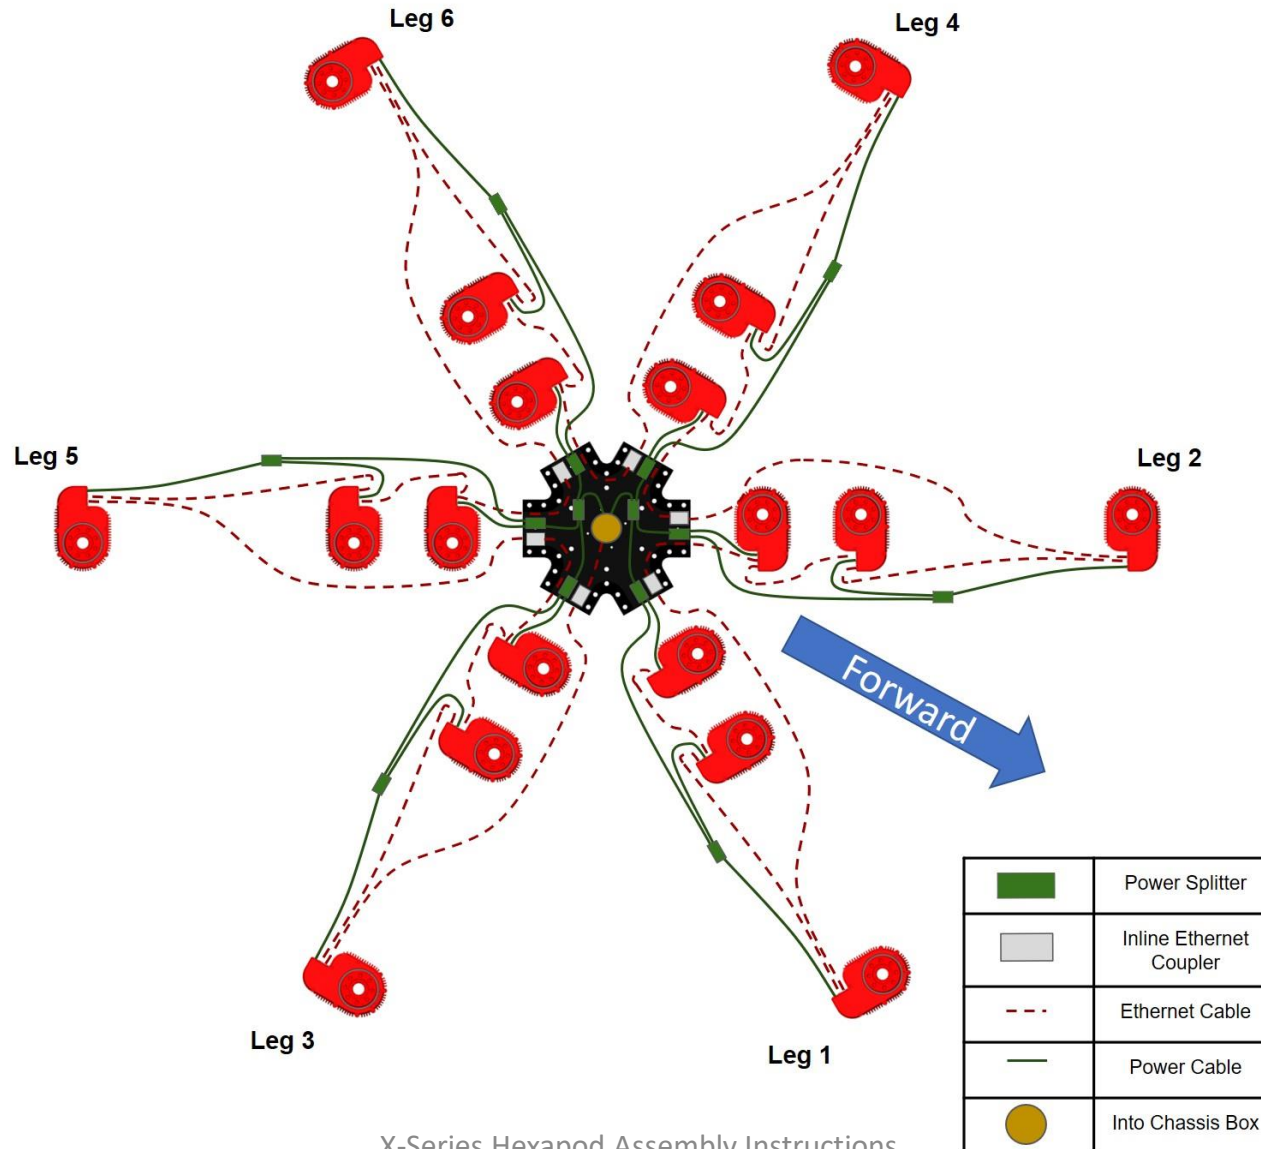 Leg 6
Leg 4
Leg 5
Leg 2
Forward
Leg 3
Leg 1
Power Splitter
Inline Ethernet
Coupler
Ethernet Cable
Power Cable
Into Chassis Box
X-Series Hexapod Assembly Instructions